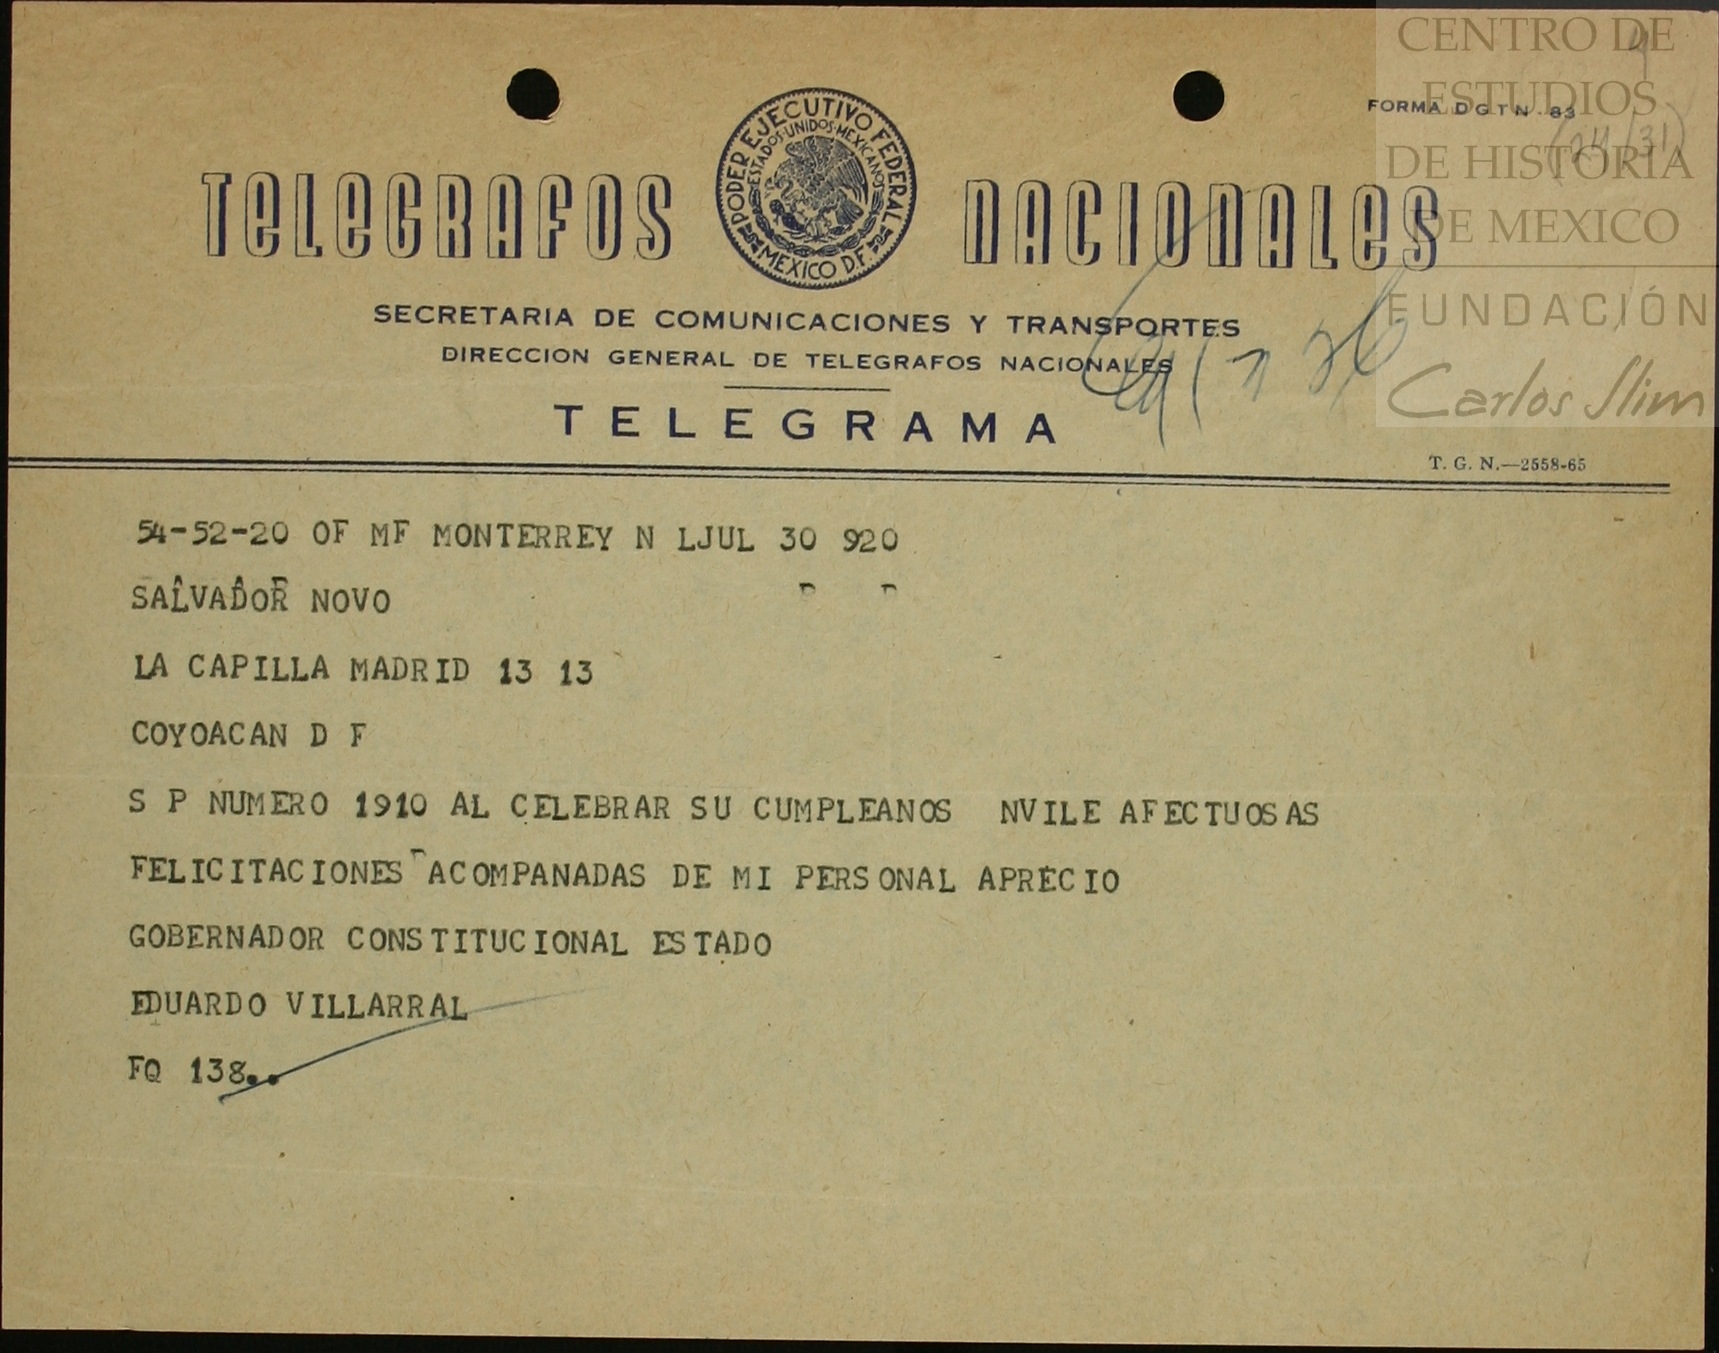 CENTRO DE
ESTUDIOS
DE HISTORIA
DE MEXICO
FUNDACIÓN
Carlos Slim
FORMA D G T N 83
(24/31)
TELEGRAFOS NACIONALES
PODER EJECUTIVO FEDERAL
ESTADOS·UNIDOS·MEXICANOS
MEXICO D.F.
SECRETARIA DE COMUNICACIONES Y TRANSPORTES
DIRECCION GENERAL DE TELEGRAFOS NACIONALES
TELEGRAMA
T. G. N.—2558-65
54-52-20 OF MF MONTERREY N LJUL 30 920
SALVADOR NOVO
LA CAPILLA MADRID 13 13
COYOACAN D F
S P NUMERO 1910 AL CELEBRAR SU CUMPLEANOS NVILE AFECTUOSAS
FELICITACIONES ACOMPANADAS DE MI PERSONAL APRECIO
GOBERNADOR CONSTITUCIONAL ESTADO
EDUARDO VILLARRAL
FQ 138..